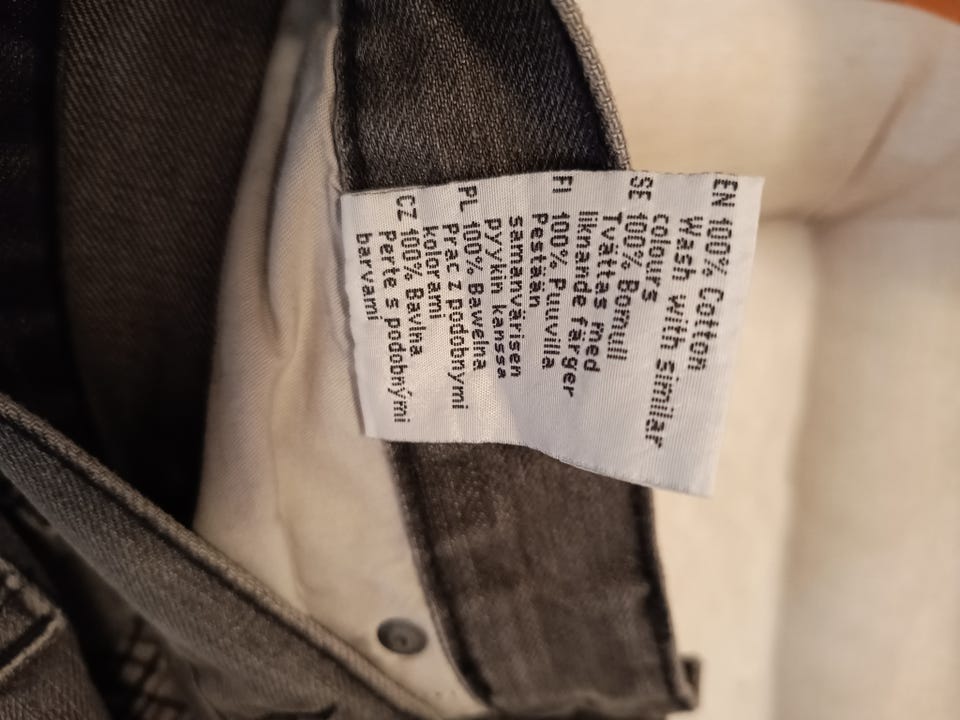 EN 100% Cotton
Wash with similar
colours
SE 100% Bomull
Tvättas med
liknande färger
FI 100% Puuvilla
Pestään
samanvärisen
pyykin kanssa
PL 100% Bawełna
Prac z podobnymi
kolorami
CZ 100% Bavlna
Perte s podobnými
barvami